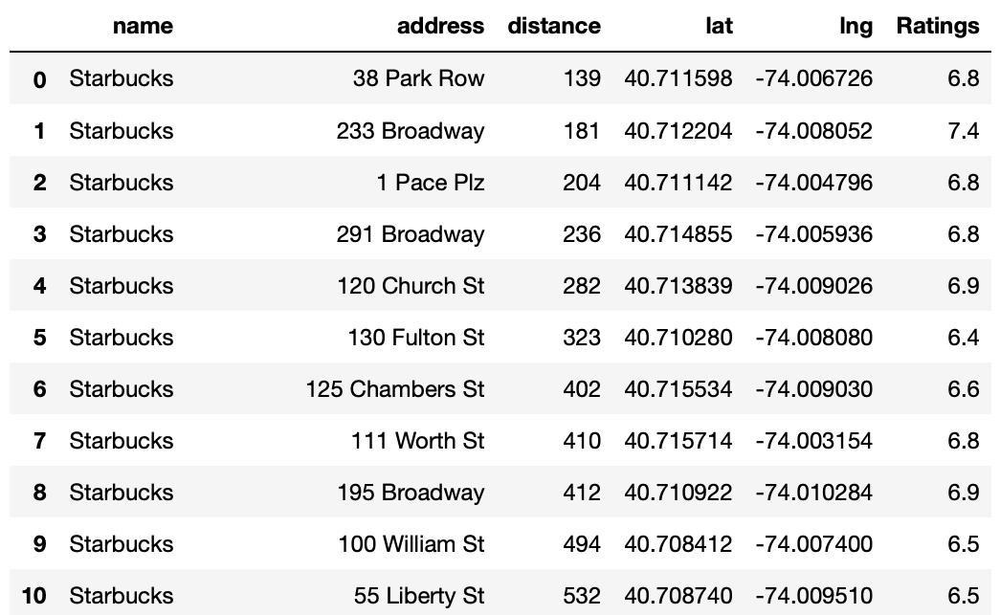 name address distance lat lng Ratings
0 Starbucks 38 Park Row 139 40.711598 -74.006726 6.8
1 Starbucks 233 Broadway 181 40.712204 -74.008052 7.4
2 Starbucks 1 Pace Plz 204 40.711142 -74.004796 6.8
3 Starbucks 291 Broadway 236 40.714855 -74.005936 6.8
4 Starbucks 120 Church St 282 40.713839 -74.009026 6.9
5 Starbucks 130 Fulton St 323 40.710280 -74.008080 6.4
6 Starbucks 125 Chambers St 402 40.715534 -74.009030 6.6
7 Starbucks 111 Worth St 410 40.715714 -74.003154 6.8
8 Starbucks 195 Broadway 412 40.710922 -74.010284 6.9
9 Starbucks 100 William St 494 40.708412 -74.007400 6.5
10 Starbucks 55 Liberty St 532 40.708740 -74.009510 6.5